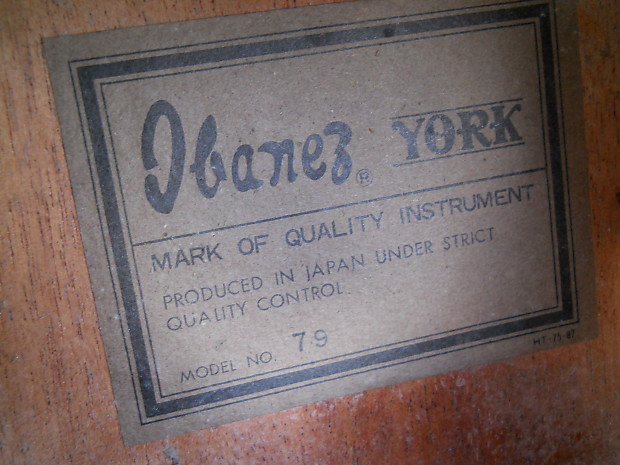 Ibanez® YORK
MARK OF QUALITY INSTRUMENT
PRODUCED IN JAPAN UNDER STRICT
QUALITY CONTROL
MODEL NO. 79